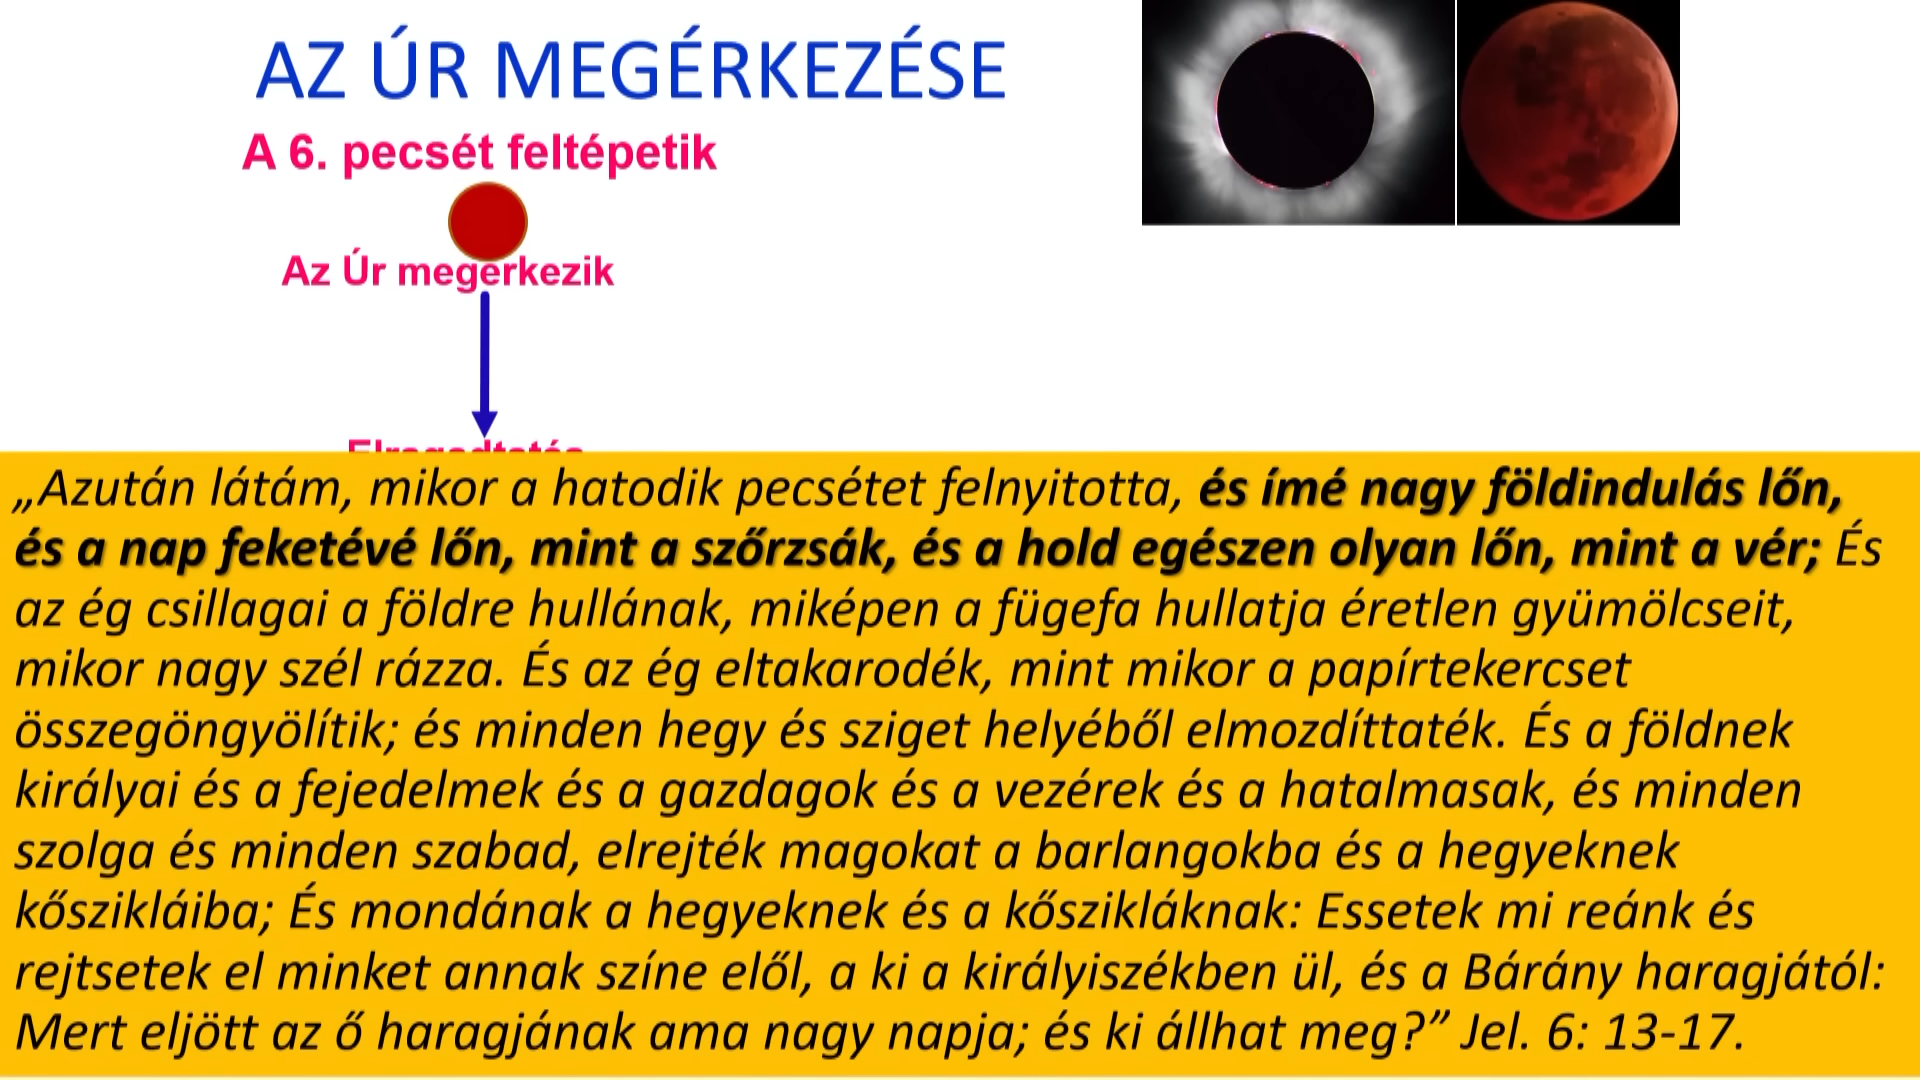 AZ ÚR MEGÉRKEZÉSE
A 6. pecsét feltépetik
Az Úr megérkezik
„Azután látám, mikor a hatodik pecsétet felnyitotta, és ímé nagy földindulás lőn,
és a nap feketévé lőn, mint a szőrzsák, és a hold egészen olyan lőn, mint a vér; És
az ég csillagai a földre hullának, miképen a fügefa hullatja éretlen gyümölcseit,
mikor nagy szél rázza. És az ég eltakarodék, mint mikor a papírtekercset
összegöngyölítik; és minden hegy és sziget helyéből elmozdíttaték. És a földnek
királyai és a fejedelmek és a gazdagok és a vezérek és a hatalmasak, és minden
szolga és minden szabad, elrejték magokat a barlangokba és a hegyeknek
kőszikláiba; És mondának a hegyeknek és a kőszikláknak: Essetek mi reánk és
rejtsetek el minket annak színe elől, a ki a királyiszékben ül, és a Bárány haragjától:
Mert eljött az ő haragjának ama nagy napja; és ki állhat meg?” Jel. 6: 13-17.